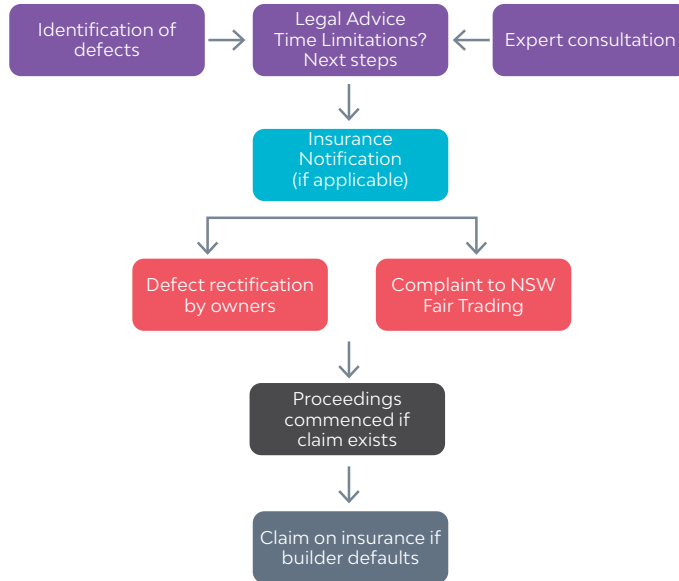 Identification of
defects
Legal Advice
Time Limitations?
Next steps
Expert consultation
Insurance
Notification
(if applicable)
Defect rectification
by owners
Complaint to NSW
Fair Trading
Proceedings
commenced if
claim exists
Claim on insurance if
builder defaults